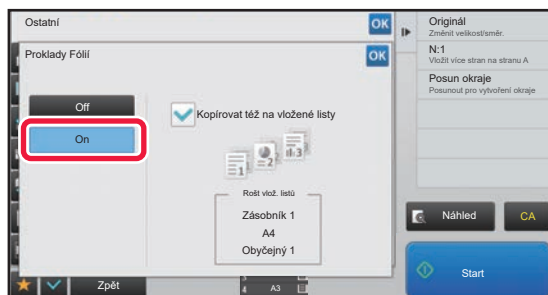 Ostatní
OK
Proklady Fólií
OK
Off
On
Kopírovat též na vložené listy
1
2
3
Rošt vlož. listů
Zásobník 1
A4
Obyčejný 1
Zpět
4 A3
Originál
Změnit velikost/směr.
N:1
Vložit více stran na stranu A
Posun okraje
Posunout pro vytvoření okraje
Náhled
CA
Start